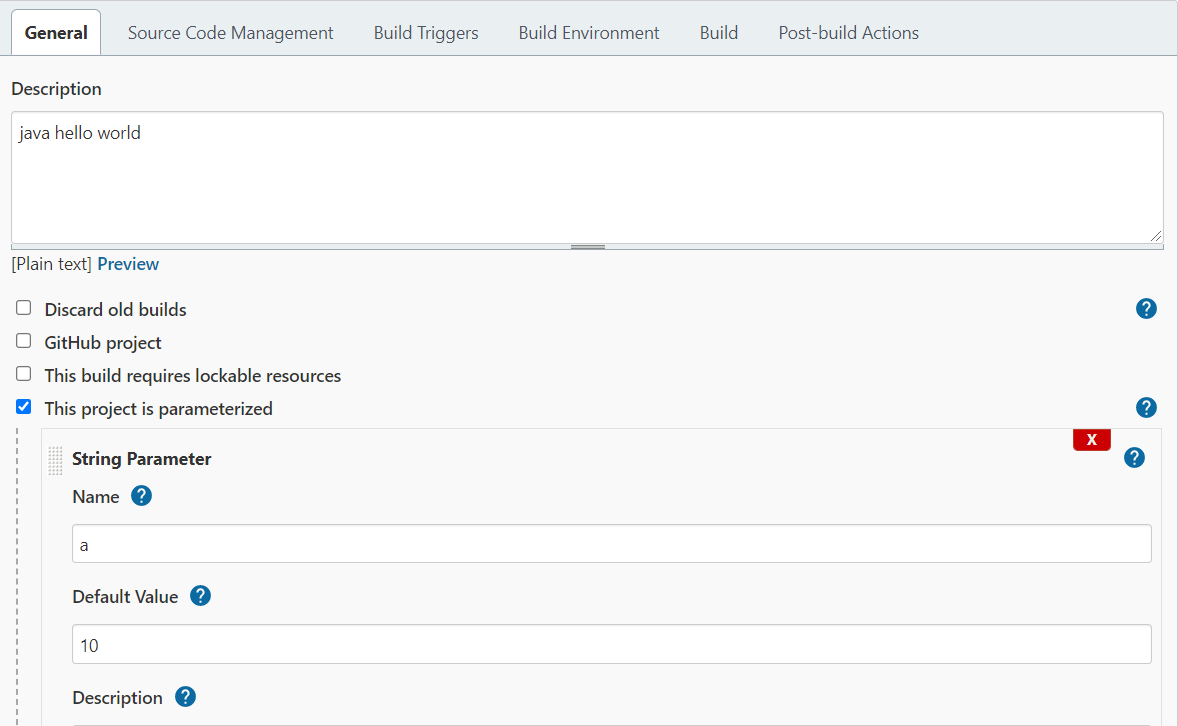 General Source Code Management Build Triggers Build Environment Build Post-build Actions
Description
java hello world
[Plain text] Preview
Discard old builds ?
GitHub project
This build requires lockable resources
This project is parameterized ?
X
String Parameter ?
Name ?
a
Default Value ?
10
Description ?